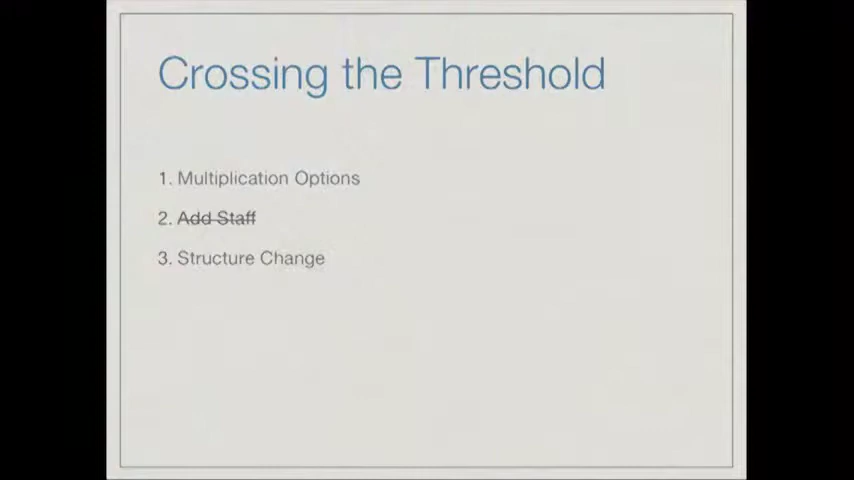 Crossing the Threshold
1. Multiplication Options
2. Add Staff
3. Structure Change